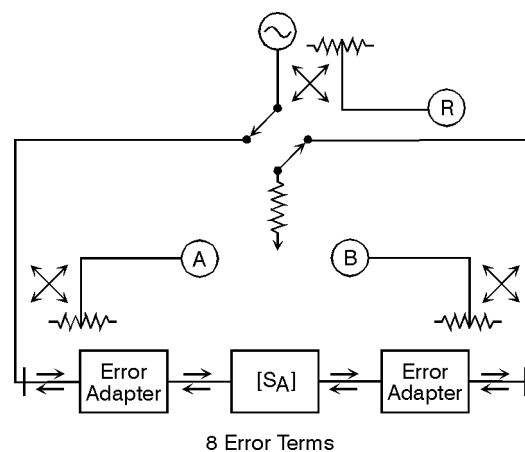 R
A
B
Error
Adapter
[SA]
Error
Adapter
8 Error Terms